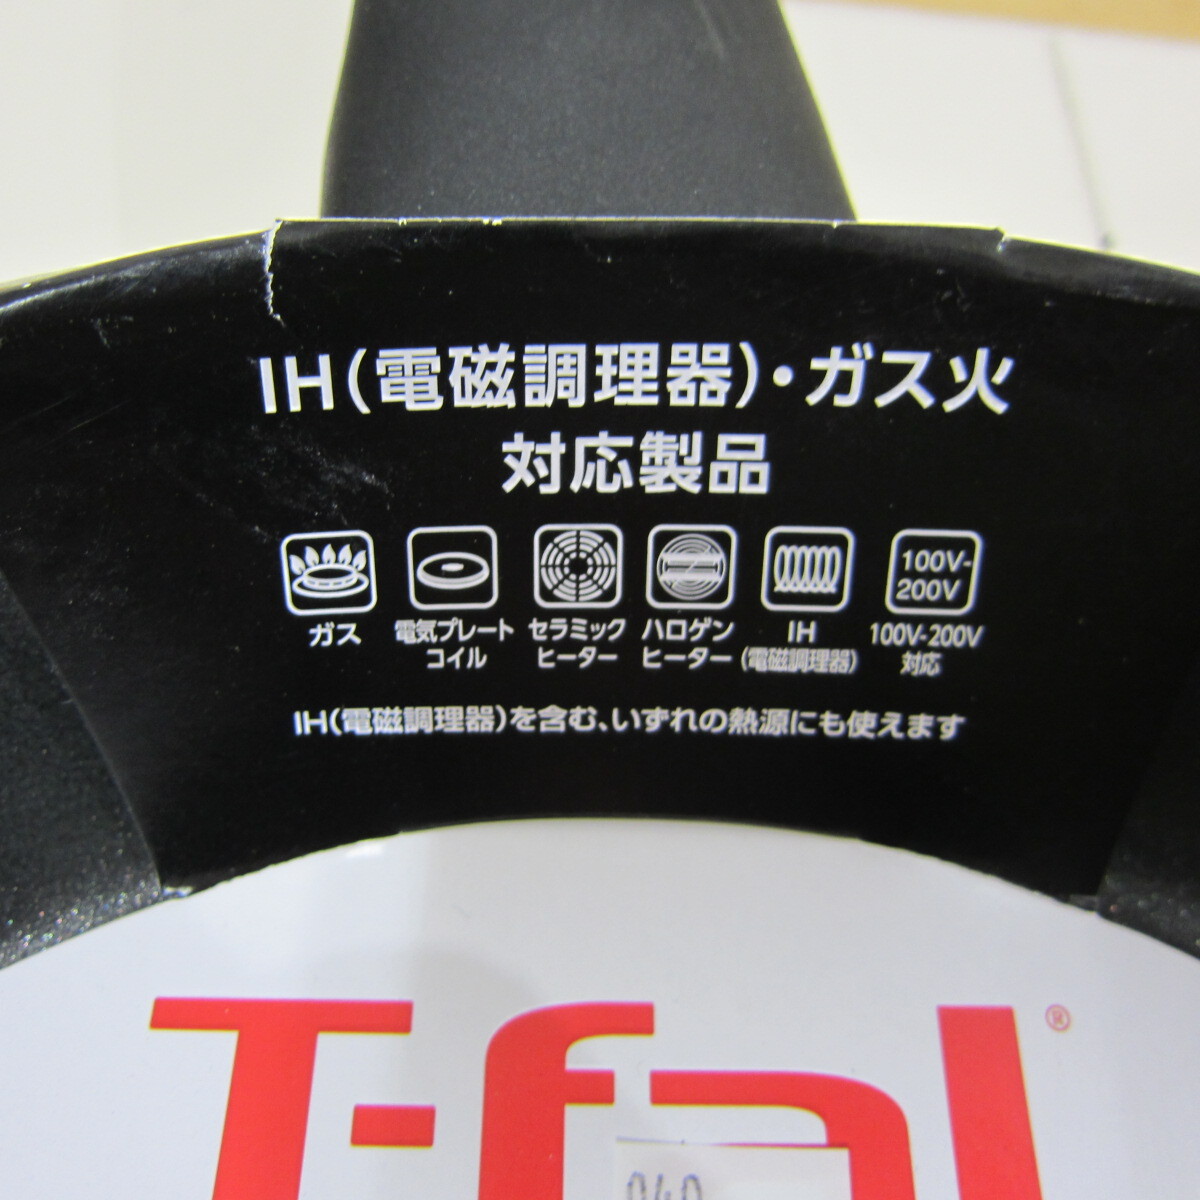 IH(電磁調理器)・ガス火
対応製品
100V-
200V
ガス
電気プレート
コイル
セラミック
ヒーター
ハロゲン
ヒーター
IH
(電磁調理器)
100V-200V
対応
IH(電磁調理器)を含む、いずれの熱源にも使えます
T-fal®